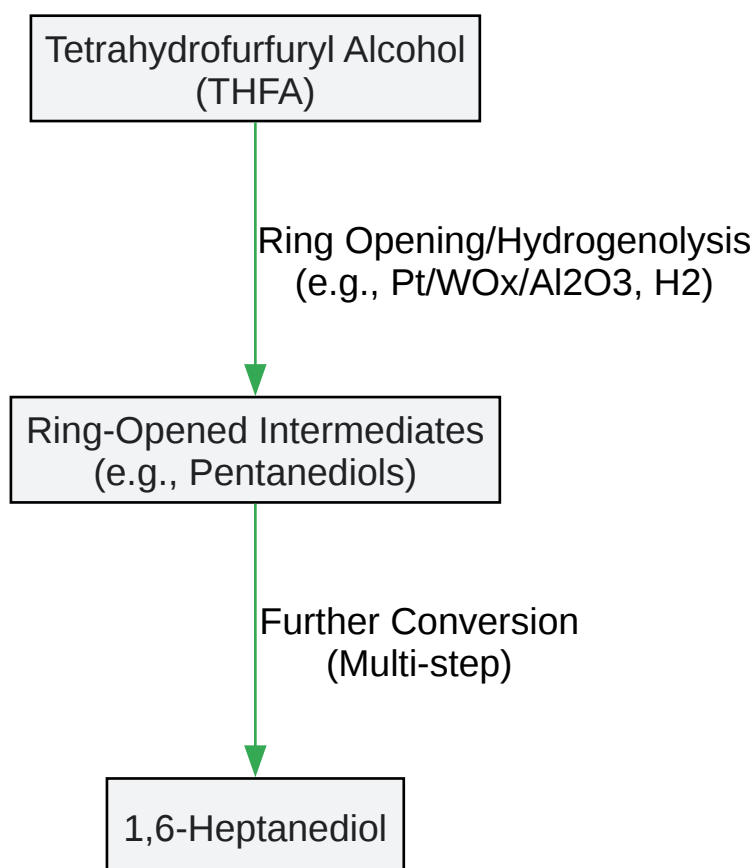 Tetrahydrofurfuryl Alcohol
(THFA)
Ring Opening/Hydrogenolysis
(e.g., Pt/WOx/Al2O3, H2)
Ring-Opened Intermediates
(e.g., Pentanediols)
Further Conversion
(Multi-step)
1,6-Heptanediol